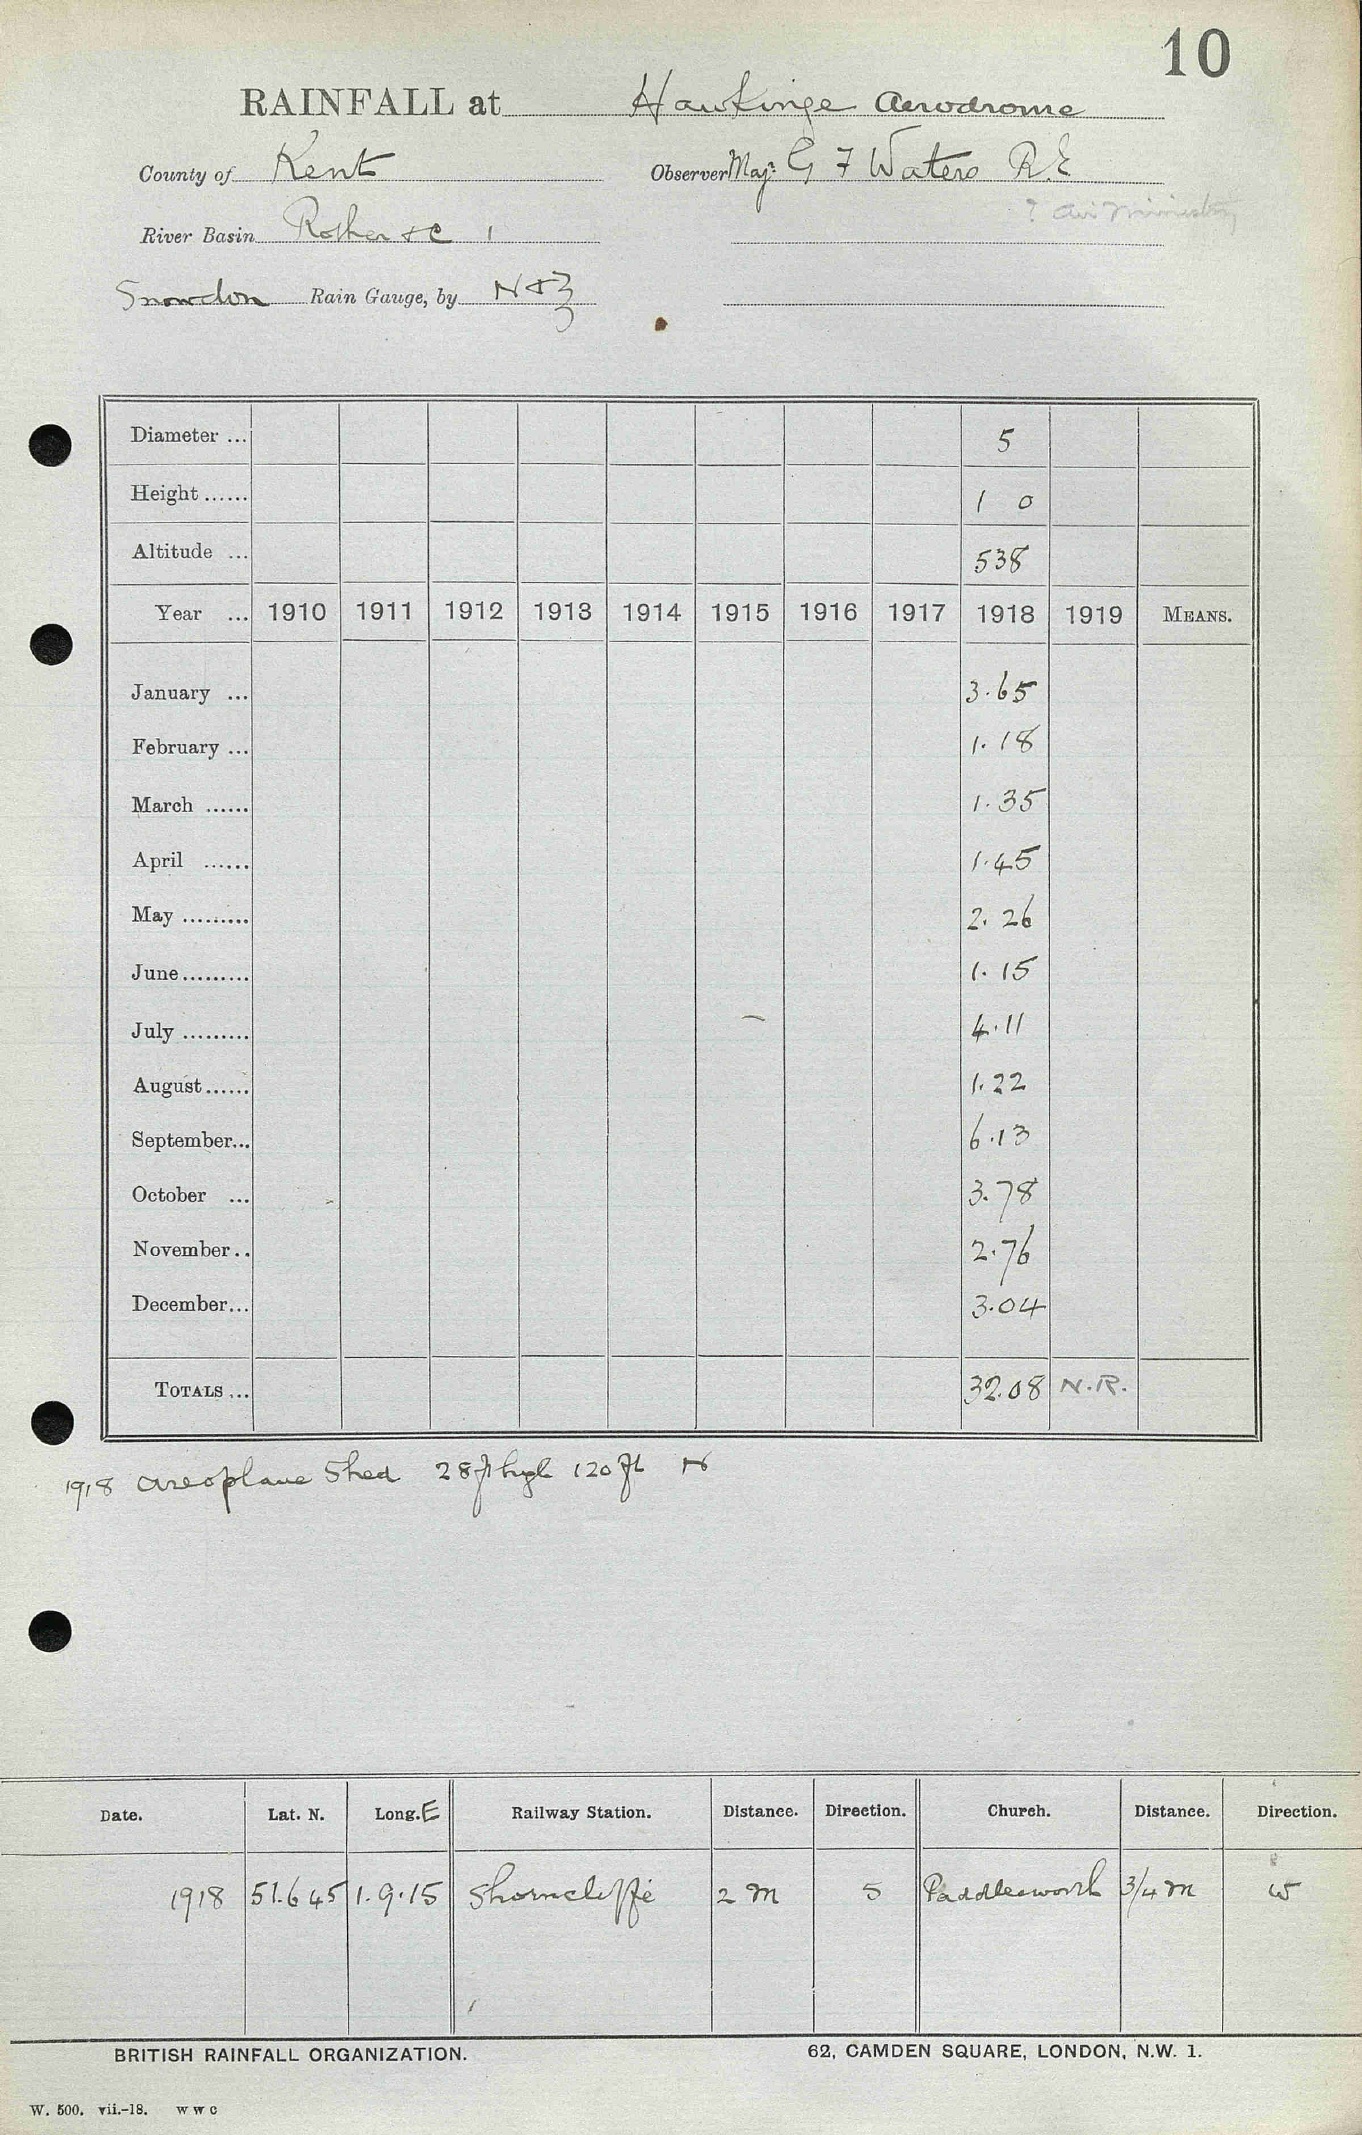 10
RAINFALL at Hawkinge Aerodrome
County of Kent Observer Maj. G F Waters R.E
? Air Ministry
River Basin Rother &c 1
Snowdon Rain Gauge, by N & Z
Diameter ... 5
Height ...... 1 0
Altitude ... 538
Year ... 1910 1911 1912 1913 1914 1915 1916 1917 1918 1919 MEANS.
January ... 3.65
February ... 1.18
March ...... 1.35
April ...... 1.45
May ......... 2.26
June ......... 1.15
July ......... 4.11
August ...... 1.22
September... 6.13
October ... 3.78
November.. 2.76
December... 3.04
TOTALS ... 32.08 N.R.
1918 areoplane Shed 28 ft high 120 ft N
Date. Lat. N. Long. E Railway Station. Distance. Direction. Church. Distance. Direction.
1918 51.6 45 1.9.15 Shorncliffe 2 m S Paddlesworth 3/4 m W
BRITISH RAINFALL ORGANIZATION. 62, CAMDEN SQUARE, LONDON, N.W. 1.
W. 500. vii.-18. w w c